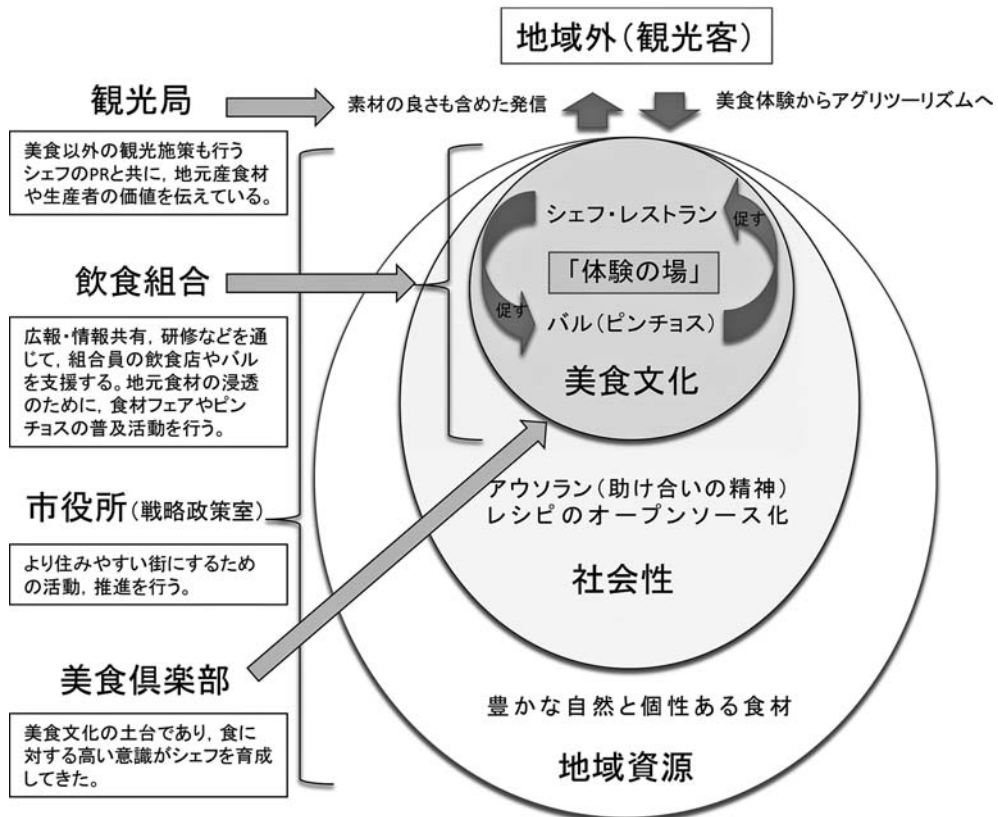 地域外（観光客）
観光局
素材の良さも含めた発信
美食体験からアグリツーリズムへ
美食以外の観光施策も行う
シェフのPRと共に，地元産食材
や生産者の価値を伝えている。
シェフ・レストラン
促す
「体験の場」
促す
バル（ピンチョス）
美食文化
飲食組合
広報・情報共有，研修などを通
じて，組合員の飲食店やバル
を支援する。地元食材の浸透
のために，食材フェアやピン
チョスの普及活動を行う。
アウソラン（助け合いの精神）
レシピのオープンソース化
社会性
市役所（戦略政策室）
より住みやすい街にするため
の活動，推進を行う。
美食倶楽部
美食文化の土台であり，食に
対する高い意識がシェフを育成
してきた。
豊かな自然と個性ある食材
地域資源